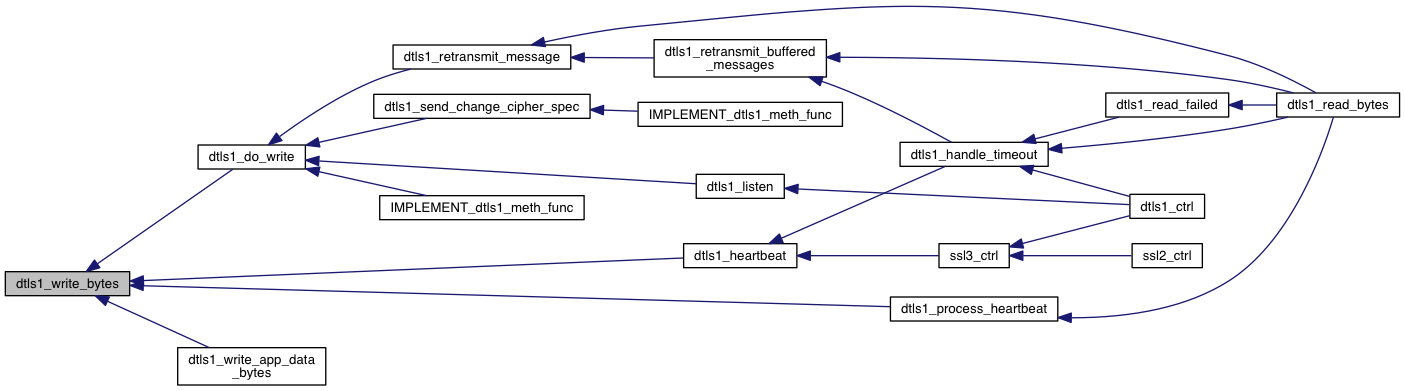 dtls1_retransmit_message
dtls1_retransmit_buffered
_messages
dtls1_send_change_cipher_spec
IMPLEMENT_dtls1_meth_func
dtls1_read_failed
dtls1_read_bytes
dtls1_do_write
dtls1_handle_timeout
dtls1_listen
IMPLEMENT_dtls1_meth_func
dtls1_ctrl
dtls1_heartbeat
ssl3_ctrl
ssl2_ctrl
dtls1_write_bytes
dtls1_process_heartbeat
dtls1_write_app_data
_bytes